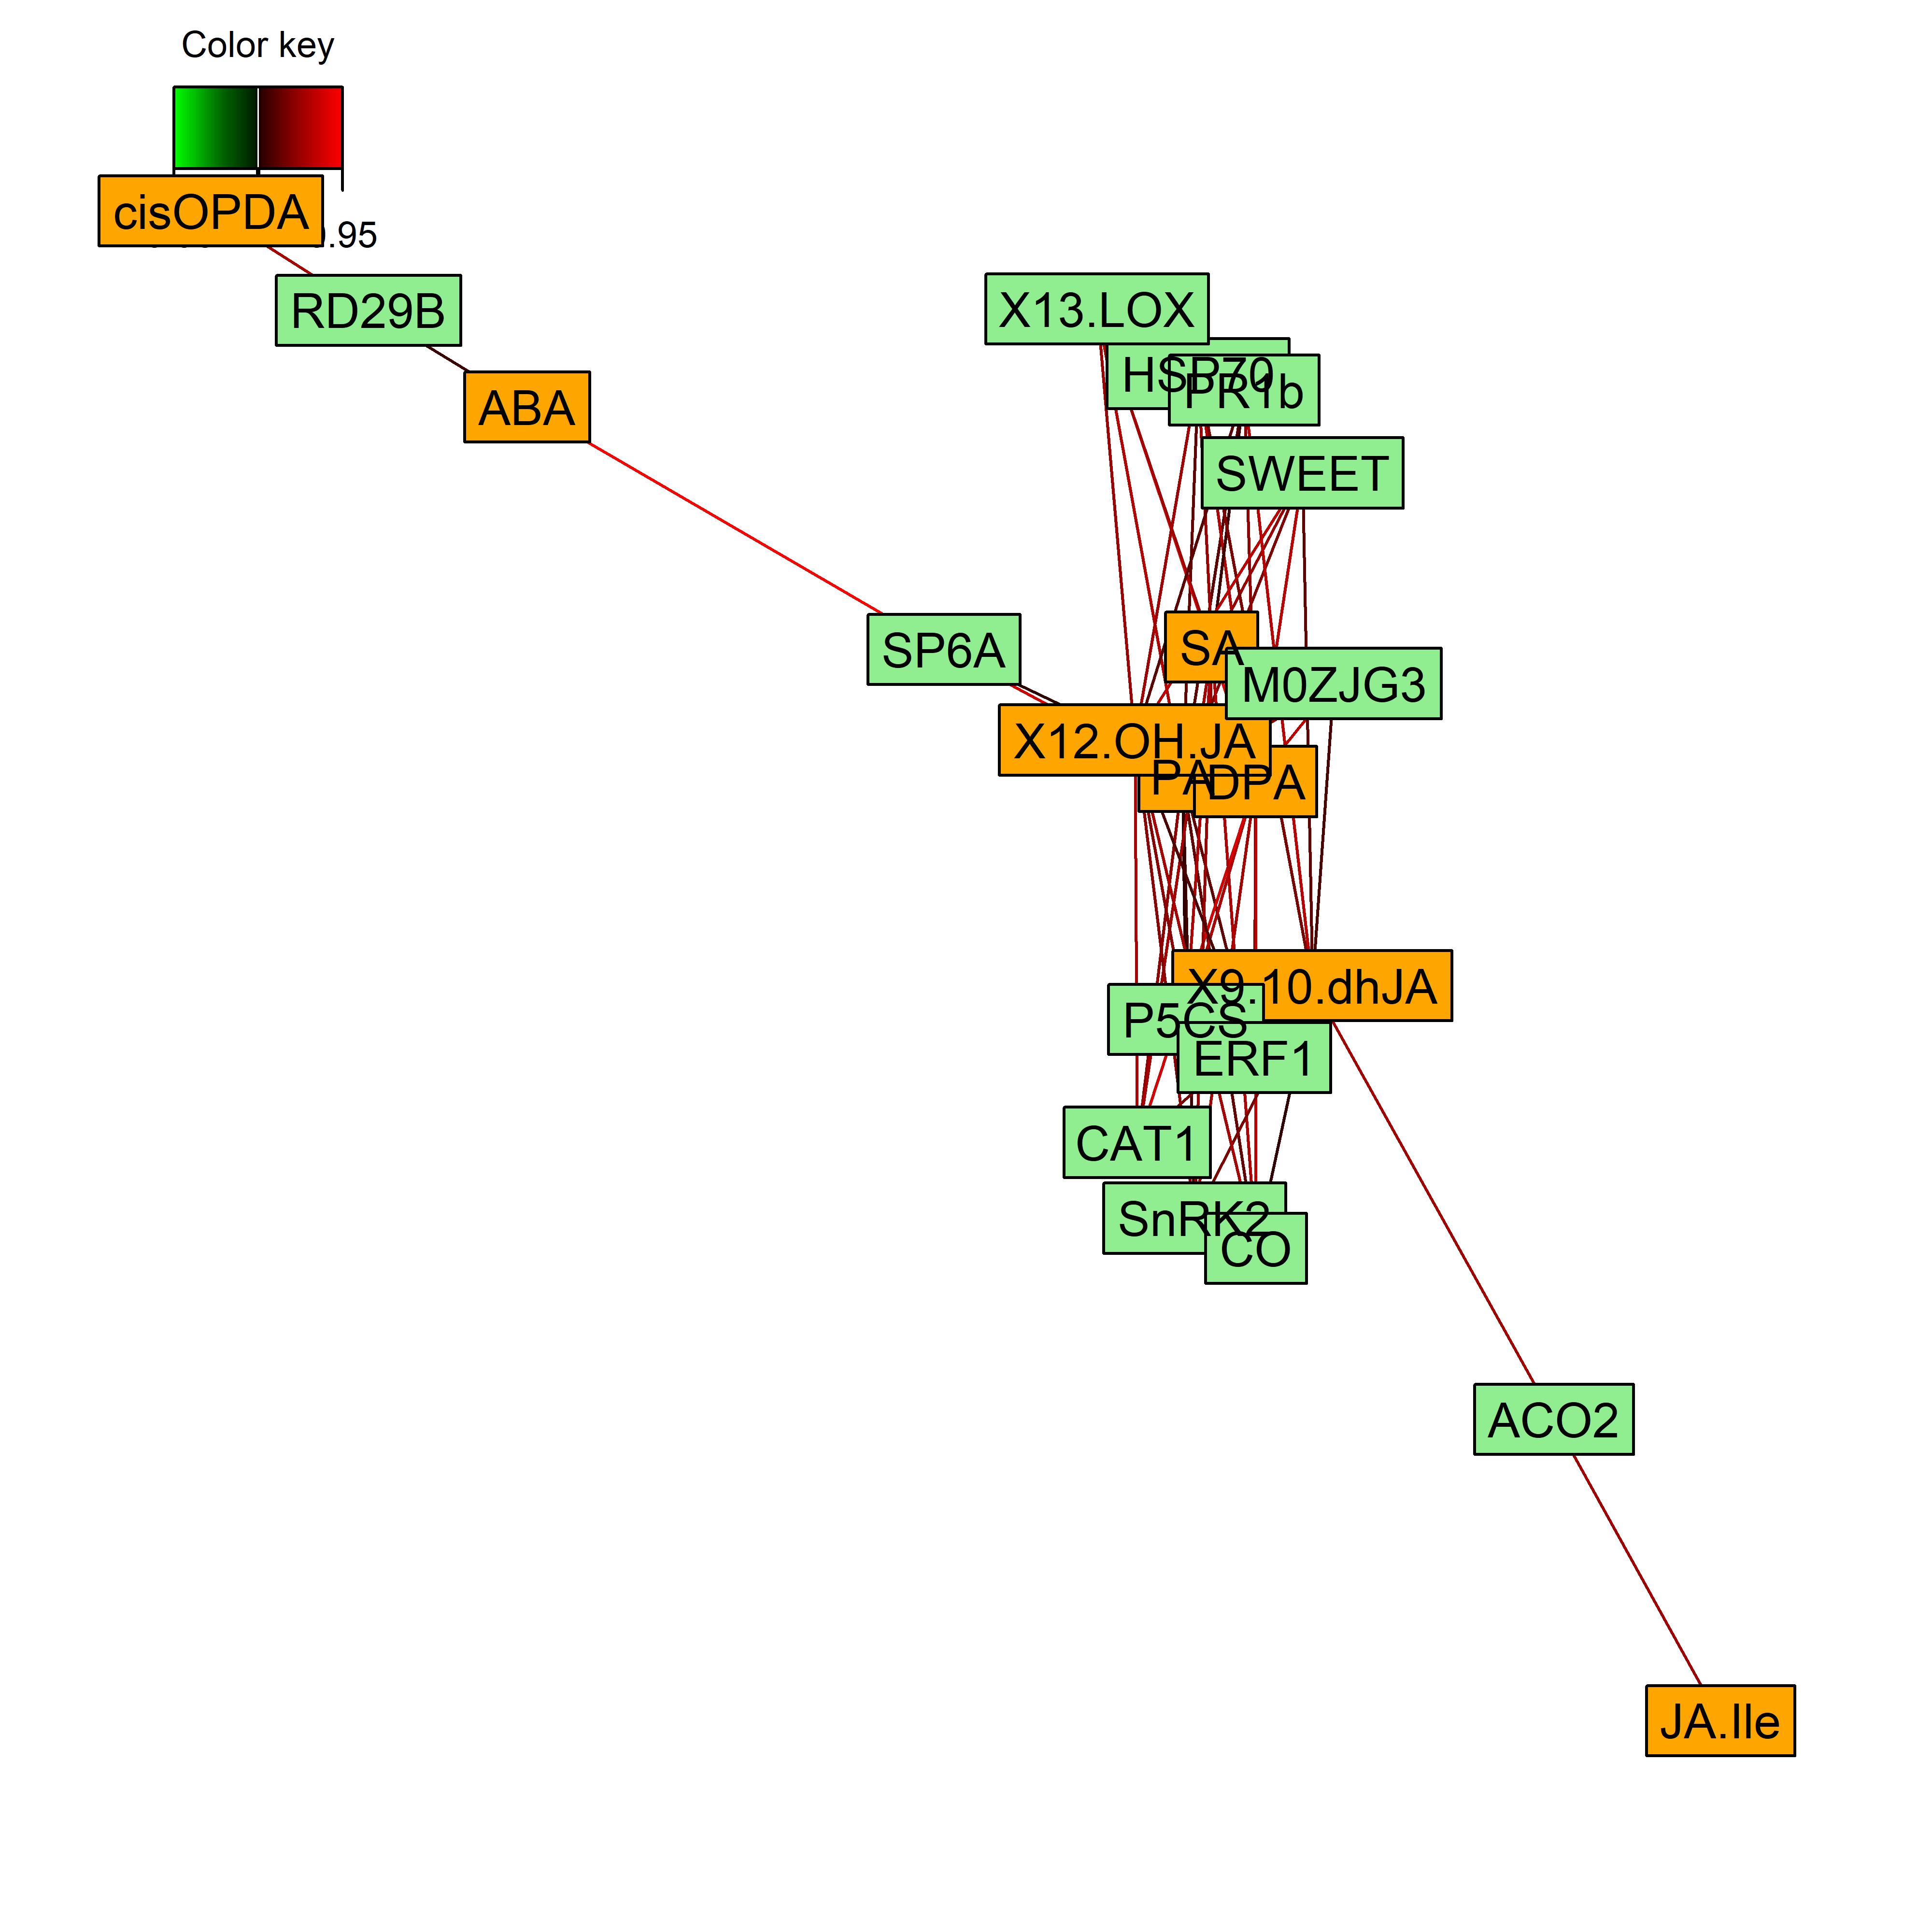 Color key
cisOPDA
.95
RD29B
X13.LOX
HSP70
PR1b
ABA
SWEET
SA
SP6A
M0ZJG3
X12.OH.JA
PA
DPA
X9.10.dhJA
P5CS
ERF1
CAT1
SnRK2
CO
ACO2
JA.Ile